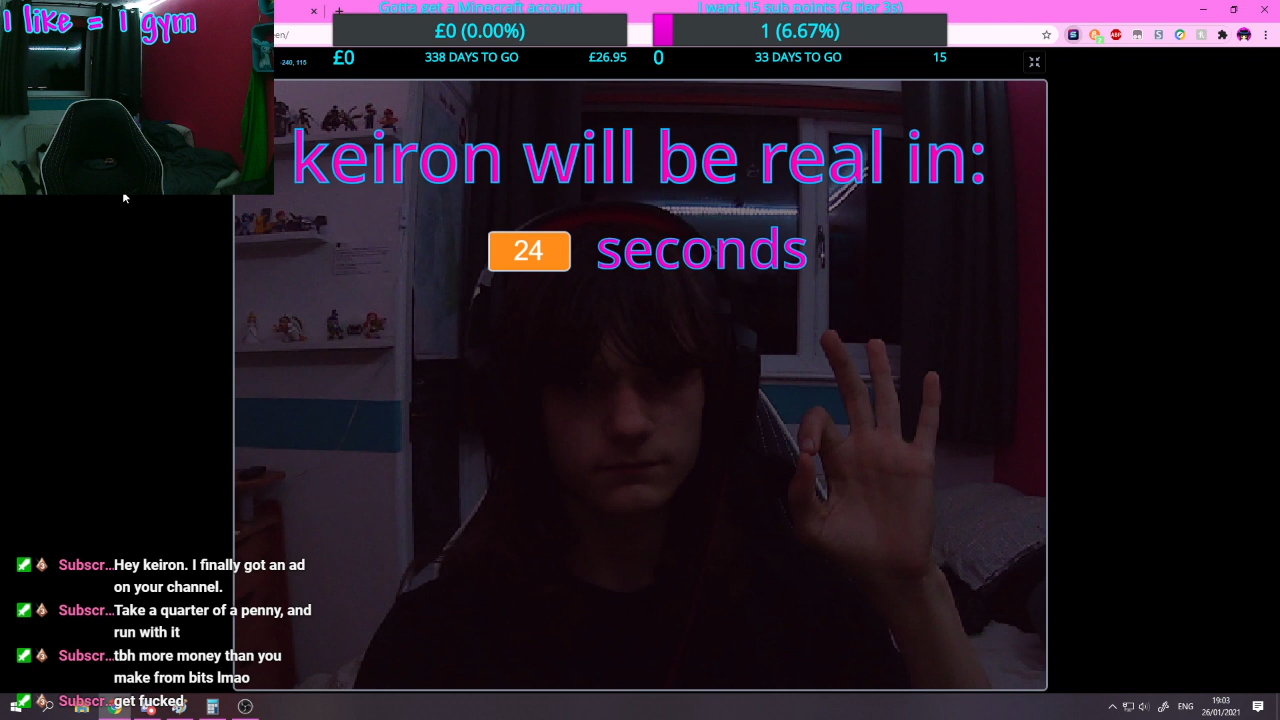 I like = 1 gym
Gotta get a Minecraft account
I want 15 sub points (3 tier 3s)
£0 (0.00%)
1 (6.67%)
-240, 115
£0
338 DAYS TO GO
£26.95
0
33 DAYS TO GO
15
en/
ABP
keiron will be real in:
24 seconds
Subscr... Hey keiron. I finally got an ad
on your channel.
Subscr... Take a quarter of a penny, and
run with it
Subscr... tbh more money than you
make from bits lmao
Subscr... get fucked
ENG
19:03
26/01/2021